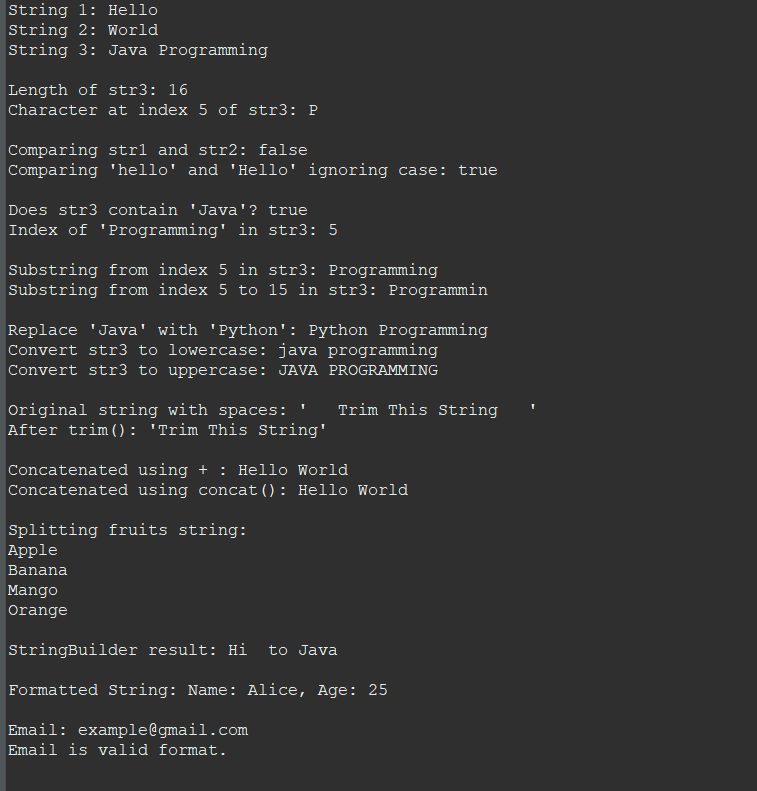 String 1: Hello
String 2: World
String 3: Java Programming

Length of str3: 16
Character at index 5 of str3: P

Comparing str1 and str2: false
Comparing 'hello' and 'Hello' ignoring case: true

Does str3 contain 'Java'? true
Index of 'Programming' in str3: 5

Substring from index 5 in str3: Programming
Substring from index 5 to 15 in str3: Programmin

Replace 'Java' with 'Python': Python Programming
Convert str3 to lowercase: java programming
Convert str3 to uppercase: JAVA PROGRAMMING

Original string with spaces: '   Trim This String   '
After trim(): 'Trim This String'

Concatenated using + : Hello World
Concatenated using concat(): Hello World

Splitting fruits string:
Apple
Banana
Mango
Orange

StringBuilder result: Hi  to Java

Formatted String: Name: Alice, Age: 25

Email: example@gmail.com
Email is valid format.